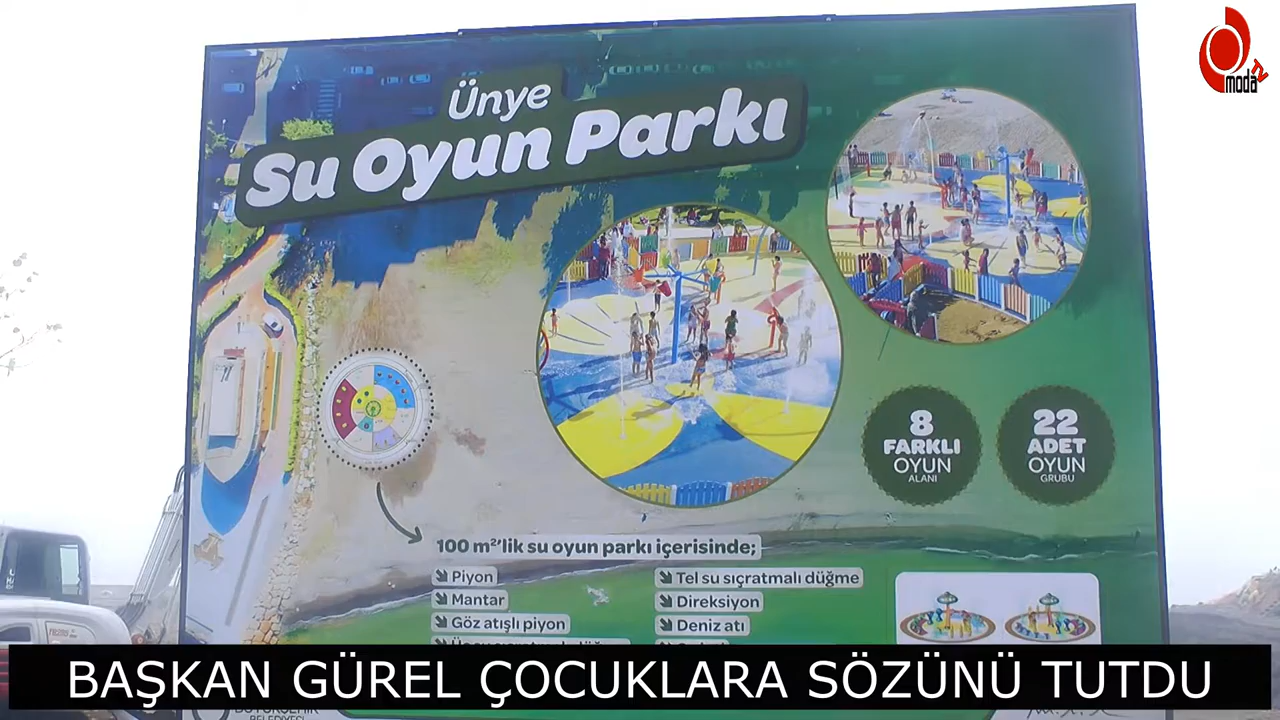 moda
TV
Ünye
Su Oyun Parkı
8
FARKLI
OYUN
ALANI
22
ADET
OYUN
GRUBU
100 m²'lik su oyun parkı içerisinde;
Piyon
Mantar
Göz atışlı piyon
Tel su sıçratmalı düğme
Direksiyon
Deniz atı
BAŞKAN GÜREL ÇOCUKLARA SÖZÜNÜ TUTDU